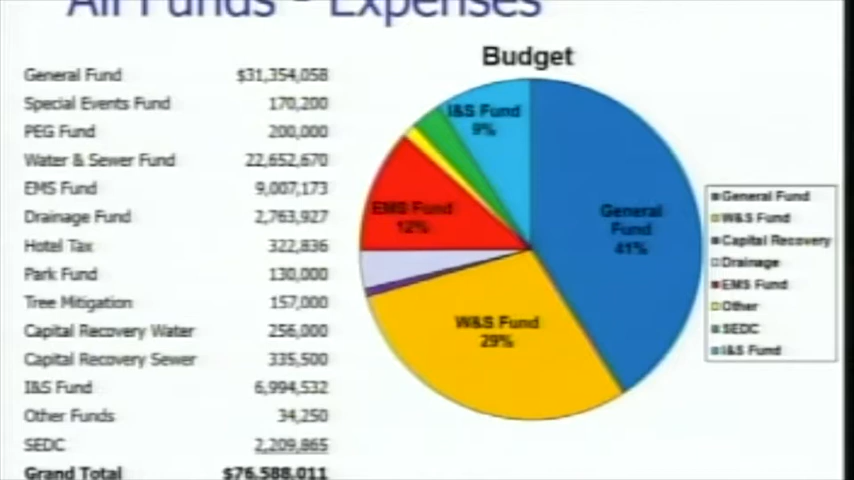 All Funds - Expenses
General Fund $31,354,058
Special Events Fund 170,200
PEG Fund 200,000
Water & Sewer Fund 22,652,670
EMS Fund 9,007,173
Drainage Fund 2,763,927
Hotel Tax 322,836
Park Fund 130,000
Tree Mitigation 157,000
Capital Recovery Water 256,000
Capital Recovery Sewer 335,500
I&S Fund 6,994,532
Other Funds 34,250
SEDC 2,209,865
Grand Total $76,588,011
Budget
I&S Fund
9%
EMS Fund
12%
General
Fund
41%
W&S Fund
29%
General Fund
W&S Fund
Capital Recovery
Drainage
EMS Fund
Other
SEDC
I&S Fund